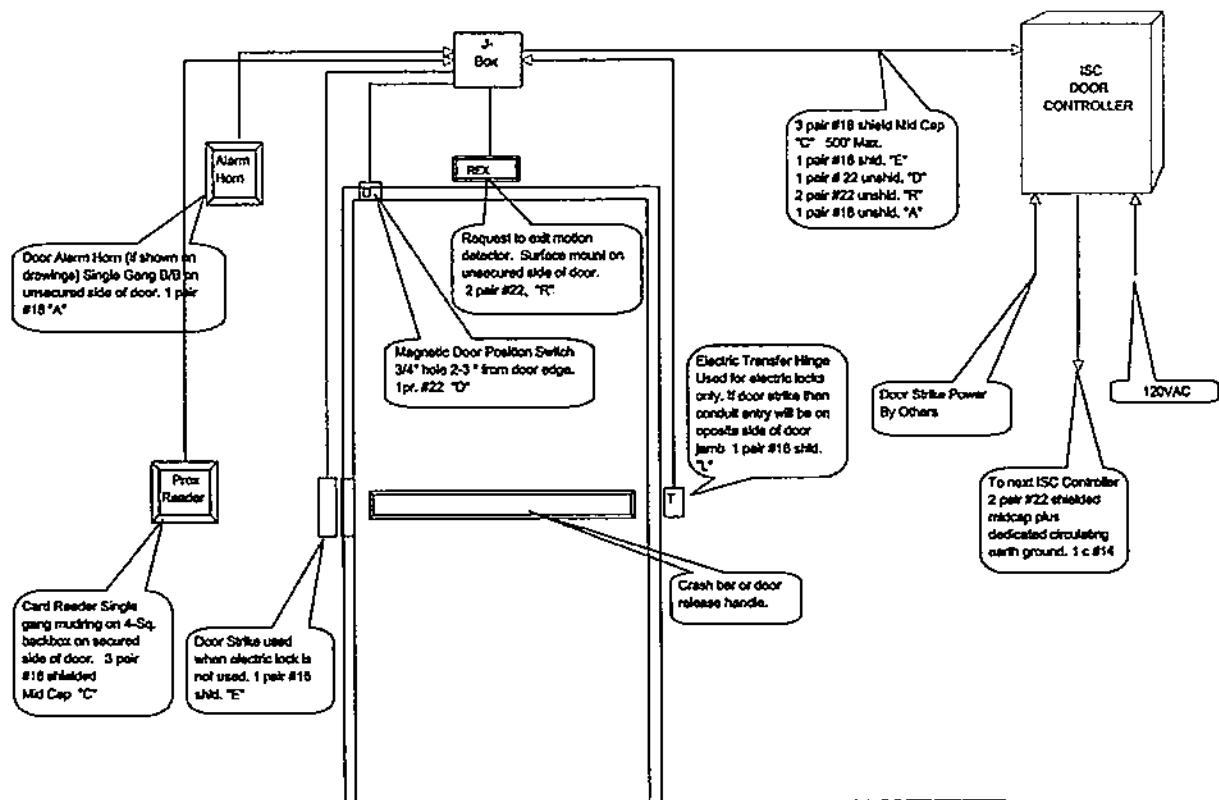 J-
Box
ISC
DOOR
CONTROLLER
Alarm
Horn
REX
3 pair #18 shield Mid Cap
"C" 500' Max.
1 pair #16 shld. "E"
1 pair # 22 unshld. "D"
2 pair #22 unshld. "R"
1 pair #18 unshld. "A"
Door Alarm Horn (If shown on
drawings) Single Gang B/B on
unsecured side of door. 1 pair
#18 "A"
Request to exit motion
detector. Surface mount on
unsecured side of door.
2 pair #22, "R"
Magnetic Door Position Switch
3/4" hole 2-3 " from door edge.
1pr. #22 "D"
Electric Transfer Hinge
Used for electric locks
only. If door strike then
conduit entry will be on
oposite side of door
jamb 1 pair #16 shld.
Door Strike Power
By Others
120VAC
Prox
Reader
T
To next ISC Controller
2 pair #22 shielded
midcap plus
dedicated circulating
earth ground. 1 c #14
Crash bar or door
release handle.
Card Reader Single
gang mudring on 4-Sq.
backbox on secured
side of door. 3 pair
#18 shielded
Mid Cap "C"
Door Strike used
when electric lock is
not used. 1 pair #16
shld. "E"